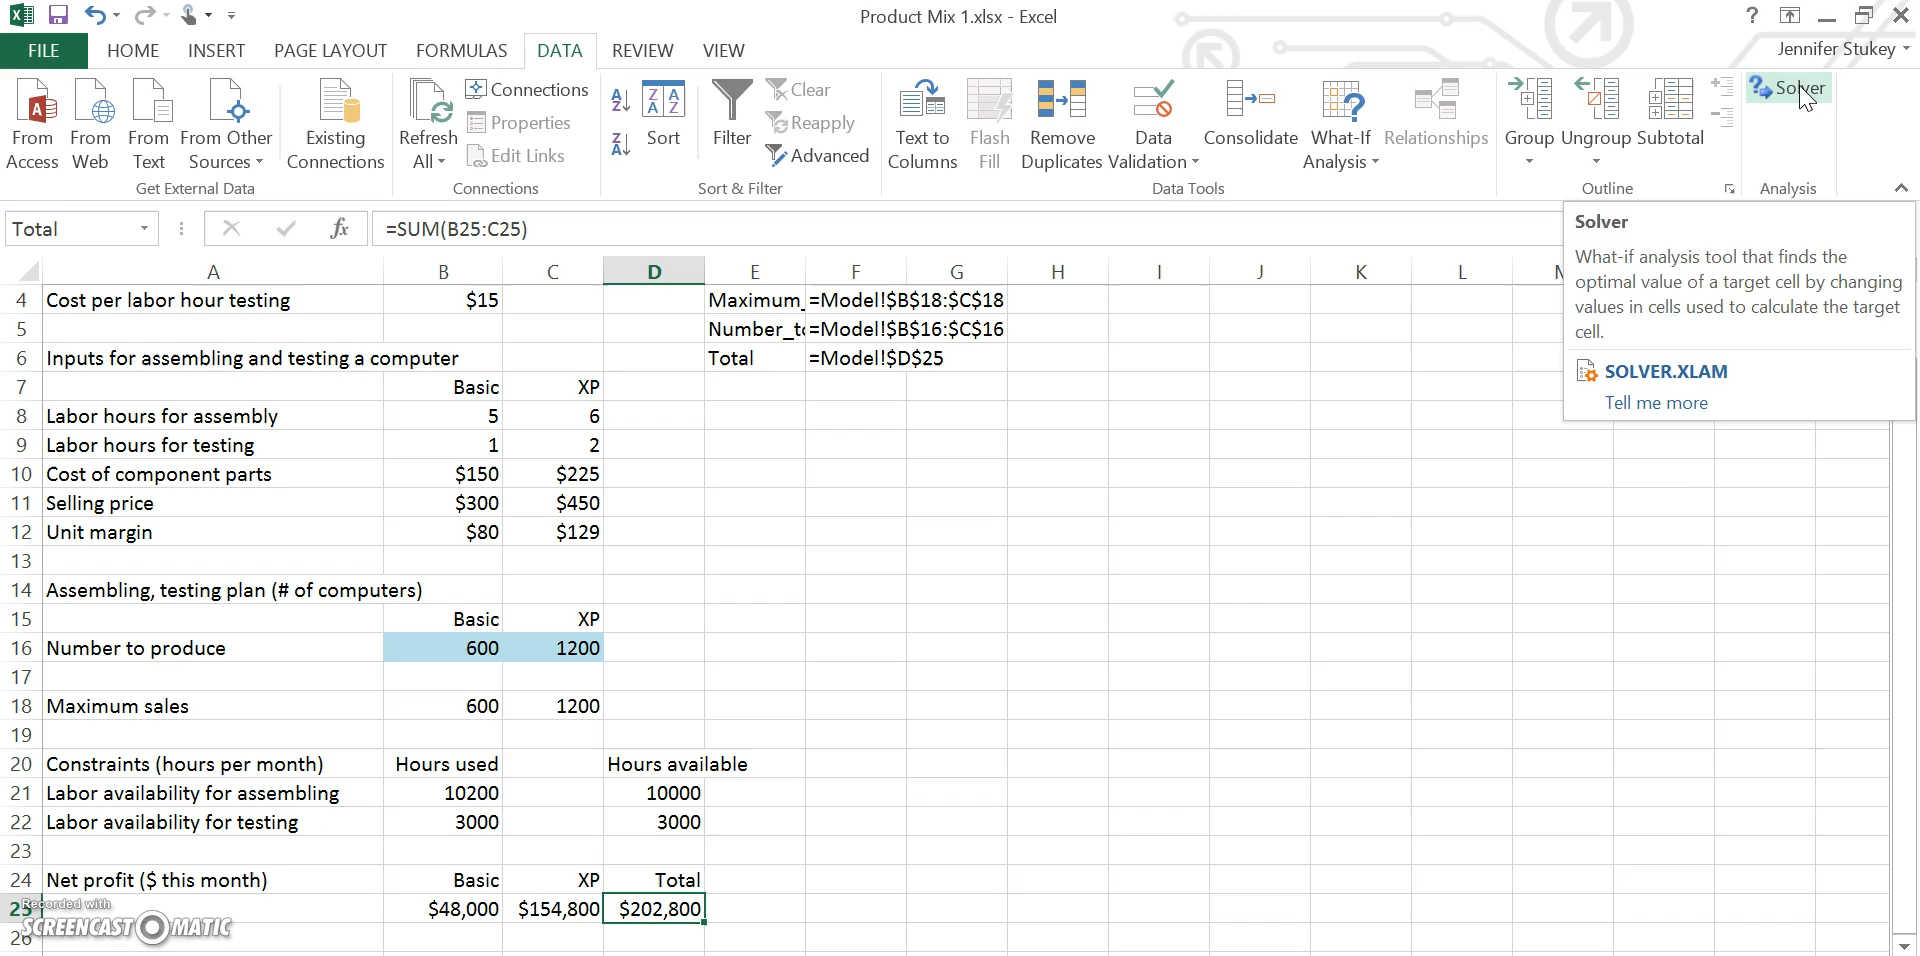 Product Mix 1.xlsx - Excel
?
FILE HOME INSERT PAGE LAYOUT FORMULAS DATA REVIEW VIEW
Jennifer Stukey
From Access
From Web
From Text
From Other Sources
Existing Connections
Get External Data
Refresh All
Connections
Properties
Edit Links
Connections
Sort
Filter
Clear
Reapply
Advanced
Sort & Filter
Text to Columns
Flash Fill
Remove Duplicates
Data Validation
Consolidate
What-If Analysis
Relationships
Data Tools
Group
Ungroup
Subtotal
Outline
Solver
Analysis
Total fx =SUM(B25:C25)
Solver
What-if analysis tool that finds the
optimal value of a target cell by changing
values in cells used to calculate the target
cell.
SOLVER.XLAM
Tell me more
A B C D E F G H I J K L
4 Cost per labor hour testing $15 Maximum_ =Model!$B$18:$C$18
5 Number_to =Model!$B$16:$C$16
6 Inputs for assembling and testing a computer Total =Model!$D$25
7 Basic XP
8 Labor hours for assembly 5 6
9 Labor hours for testing 1 2
10 Cost of component parts $150 $225
11 Selling price $300 $450
12 Unit margin $80 $129
13
14 Assembling, testing plan (# of computers)
15 Basic XP
16 Number to produce 600 1200
17
18 Maximum sales 600 1200
19
20 Constraints (hours per month) Hours used Hours available
21 Labor availability for assembling 10200 10000
22 Labor availability for testing 3000 3000
23
24 Net profit ($ this month) Basic XP Total
25 $48,000 $154,800 $202,800
26
Recorded with
SCREENCAST MATIC